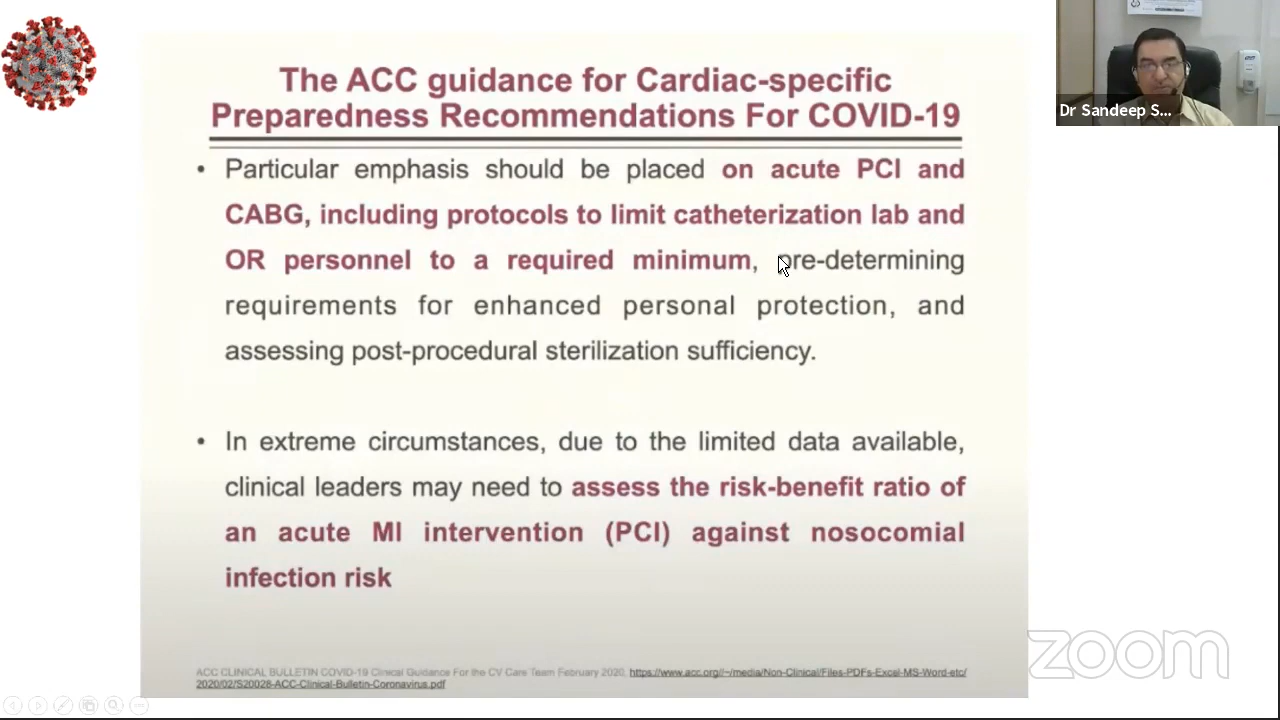 The ACC guidance for Cardiac-specific
Preparedness Recommendations For COVID-19
• Particular emphasis should be placed on acute PCI and
CABG, including protocols to limit catheterization lab and
OR personnel to a required minimum, pre-determining
requirements for enhanced personal protection, and
assessing post-procedural sterilization sufficiency.
• In extreme circumstances, due to the limited data available,
clinical leaders may need to assess the risk-benefit ratio of
an acute MI intervention (PCI) against nosocomial
infection risk
ACC CLINICAL BULLETIN COVID-19 Clinical Guidance For the CV Care Team February 2020, https://www.acc.org//~/media/Non-Clinical/Files-PDFs-Excel-MS-Word-etc/
2020/02/S20028-ACC-Clinical-Bulletin-Coronavirus.pdf
Dr Sandeep S...
zoom